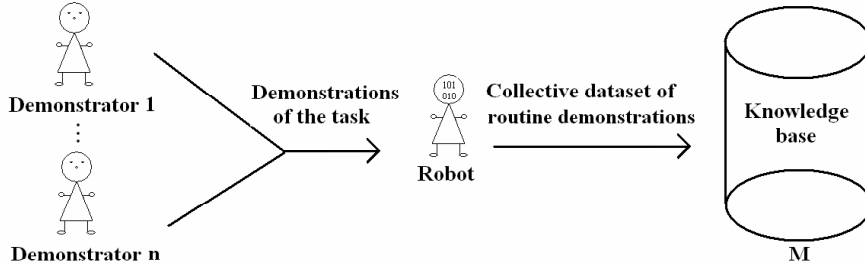 Demonstrator 1
Demonstrator n
Demonstrations
of the task
101
010
Robot
Collective dataset of
routine demonstrations
Knowledge
base
M